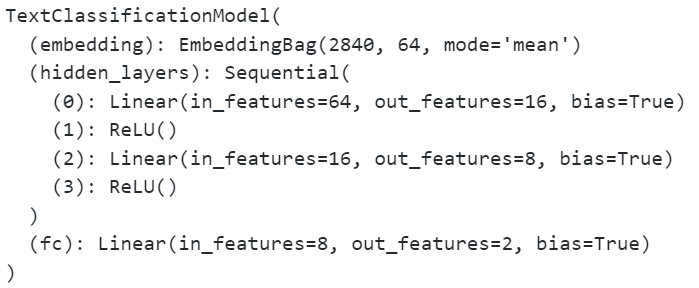 TextClassificationModel(
  (embedding): EmbeddingBag(2840, 64, mode='mean')
  (hidden_layers): Sequential(
    (0): Linear(in_features=64, out_features=16, bias=True)
    (1): ReLU()
    (2): Linear(in_features=16, out_features=8, bias=True)
    (3): ReLU()
  )
  (fc): Linear(in_features=8, out_features=2, bias=True)
)